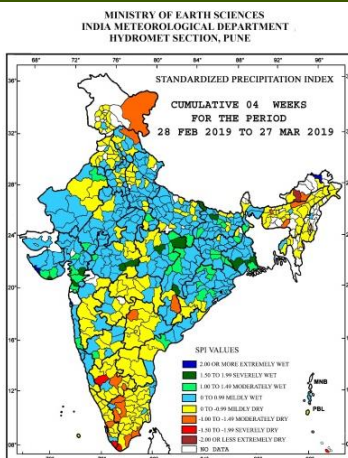 MINISTRY OF EARTH SCIENCES
INDIA METEOROLOGICAL DEPARTMENT
HYDROMET SECTION, PUNE
68° 72° 76° 80° 84° 88° 92° 96°
STANDARDIZED PRECIPITATION INDEX
CUMULATIVE 04 WEEKS
FOR THE PERIOD
28 FEB 2019 TO 27 MAR 2019
36°
32°
28°
24°
20°
16°
12°
08°
SPI VALUES
2.00 OR MORE EXTREMELY WET
1.50 TO 1.99 SEVERELY WET
1.00 TO 1.49 MODERATELY WET
0 TO 0.99 MILDLY WET
0 TO -0.99 MILDLY DRY
-1.00 TO -1.49 MODERATELY DRY
-1.50 TO -1.99 SEVERELY DRY
-2.00 OR LESS EXTREMELY DRY
NO DATA
MNB
PBL